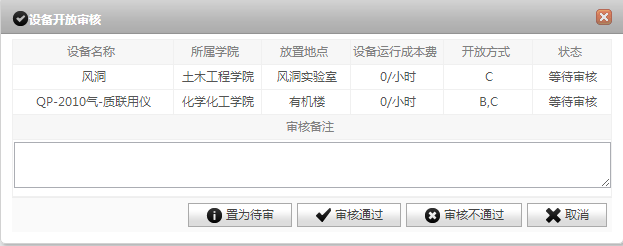 设备开放审核
设备名称 所属学院 放置地点 设备运行成本费 开放方式 状态
风洞 土木工程学院 风洞实验室 0/小时 C 等待审核
QP-2010气-质联用仪 化学化工学院 有机楼 0/小时 B,C 等待审核
审核备注
置为待审 审核通过 审核不通过 取消